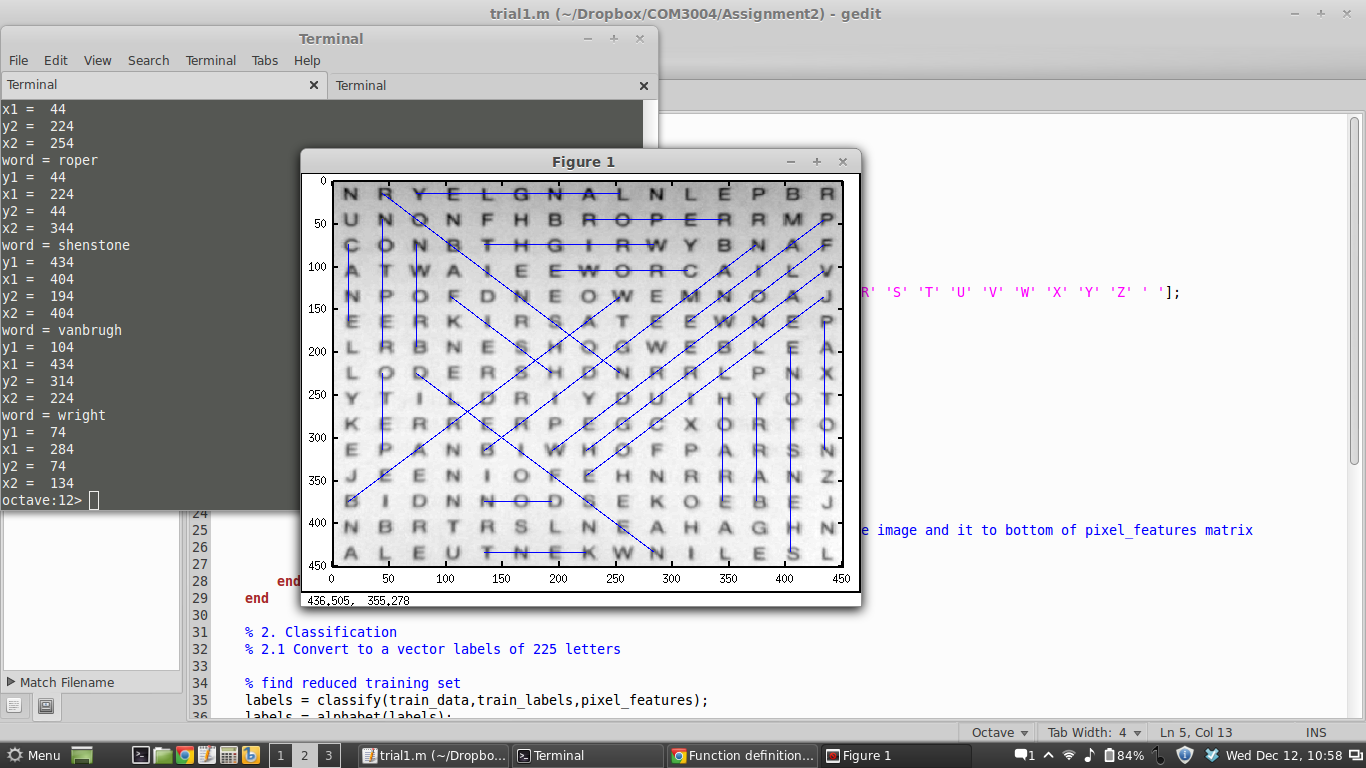 trial1.m (~/Dropbox/COM3004/Assignment2) - gedit
Terminal
File Edit View Search Terminal Tabs Help
Terminal
Terminal
x1 = 44
y2 = 224
x2 = 254
word = roper
y1 = 44
x1 = 224
y2 = 44
x2 = 344
word = shenstone
y1 = 434
x1 = 404
y2 = 194
x2 = 404
word = vanbrugh
y1 = 104
x1 = 434
y2 = 314
x2 = 224
word = wright
y1 = 74
x1 = 284
y2 = 74
x2 = 134
octave:12>
Figure 1
0
50
100
150
200
250
300
350
400
450
N R Y E L G N A L N L E P B R
U N O N F H B R O P E R R M P
C O N B T H G I R W Y B N A F
A T W A I E E W O R C A I L V
N P O F D N E O W E M N O A J
E E R K I R S A T E E W N E P
L R B N E S H O G W E B L E A
L O D E R S H D N R R L P N X
Y T I L D R I Y D U I H Y O T
K E R R E R P E G C X O R T O
E P A N B I W H O F P A R S N
J E E N I O F E H N R R A N Z
B I D N N O D S E K O E B E J
N B R T R S L N E A H A G H N
A L E U T N E K W N I L E S L
0 50 100 150 200 250 300 350 400 450
436.505, 355.278
R' 'S' 'T' 'U' 'V' 'W' 'X' 'Y' 'Z' ' '];
24
25 e image and it to bottom of pixel_features matrix
26
27
28 end
29 end
30
31 % 2. Classification
32 % 2.1 Convert to a vector labels of 225 letters
33
34 % find reduced training set
35 labels = classify(train_data,train_labels,pixel_features);
36 labels = alphabet(labels);
Match Filename
Octave Tab Width: 4 Ln 5, Col 13 INS
Menu 1 2 3 trial1.m (~/Dropbo... Terminal Function definition... Figure 1 1 84% Wed Dec 12, 10:58